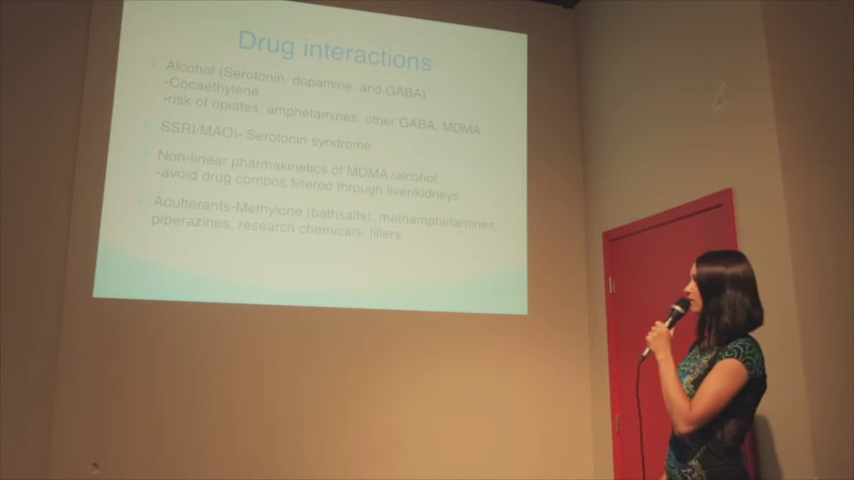 Drug interactions
Alcohol (Serotonin, dopamine, and GABA)
-Cocaethylene
-risk of opiates, amphetamines, other GABA, MDMA
SSRI/MAOI- Serotonin syndrome
Non-linear pharmakinetics of MDMA /alcohol
-avoid drug combos filtered through liver/kidneys
Adulterants-Methylone (bathsalts), methamphetamines,
piperazines, research chemicals, fillers